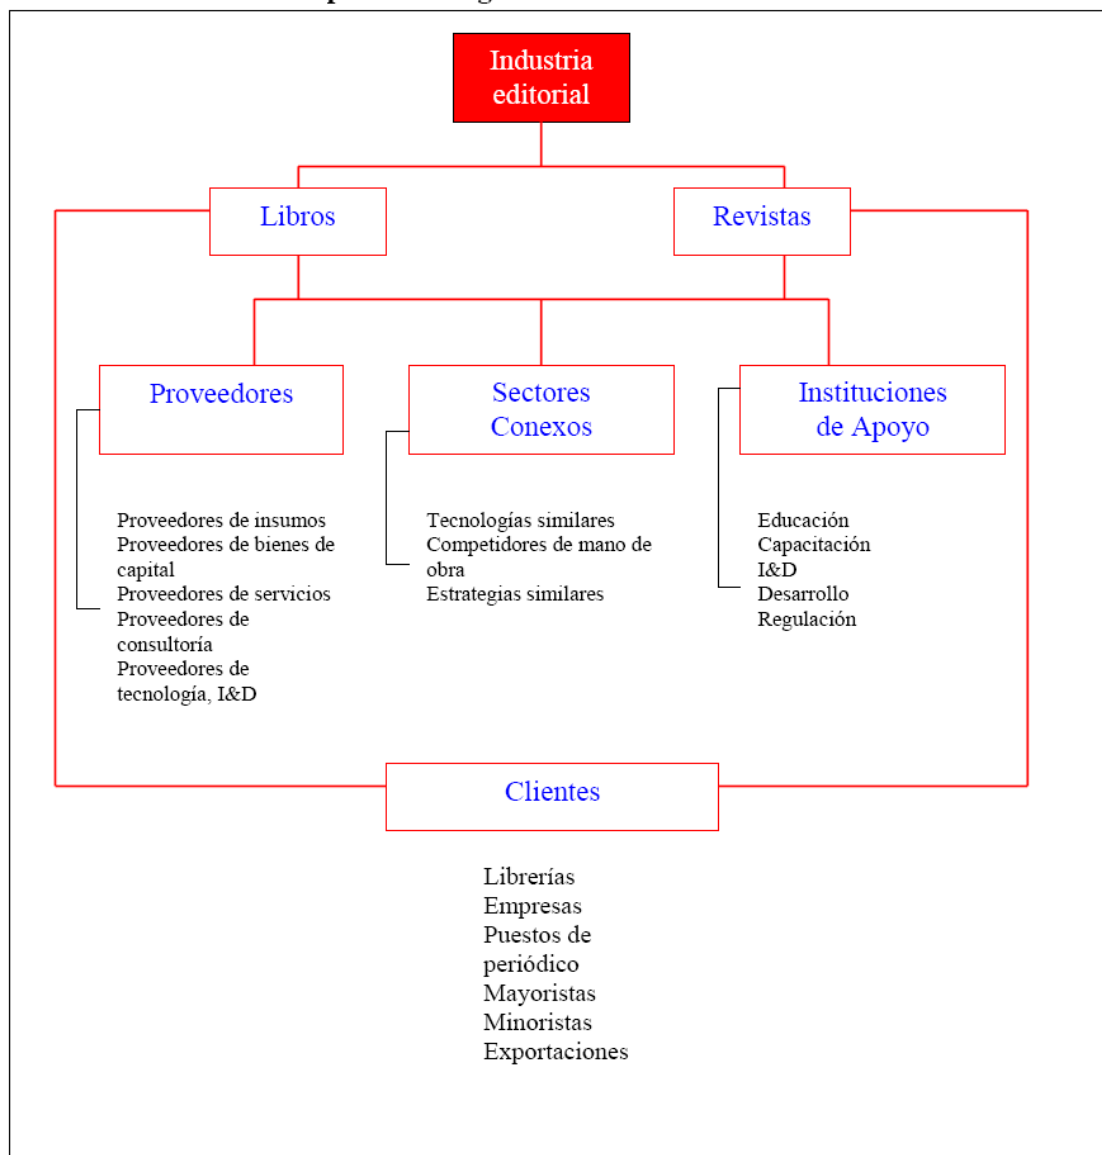 Industria
editorial
Libros
Revistas
Proveedores
Sectores
Conexos
Instituciones
de Apoyo
Proveedores de insumos
Proveedores de bienes de
capital
Proveedores de servicios
Proveedores de
consultoría
Proveedores de
tecnología, I&D
Tecnologías similares
Competidores de mano de
obra
Estrategias similares
Educación
Capacitación
I&D
Desarrollo
Regulación
Clientes
Librerías
Empresas
Puestos de
periódico
Mayoristas
Minoristas
Exportaciones